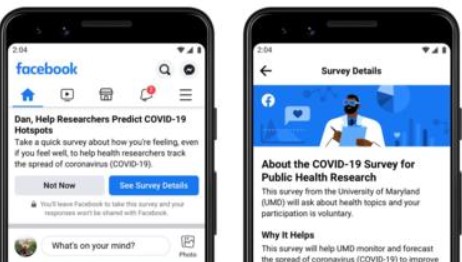 2:04
facebook
2
Dan, Help Researchers Predict COVID-19
Hotspots
Take a quick survey about how you're feeling, even
if you feel well, to help health researchers track
the spread of coronavirus (COVID-19).
Not Now
See Survey Details
You'll leave Facebook to take this survey and your
responses won't be shared with Facebook.
What's on your mind?
Photo
2:04
Survey Details
About the COVID-19 Survey for
Public Health Research
This survey from the University of Maryland
(UMD) will ask about health topics and your
participation is voluntary.
Why It Helps
This survey will help UMD monitor and forecast
the spread of coronavirus (COVID-19) to improve